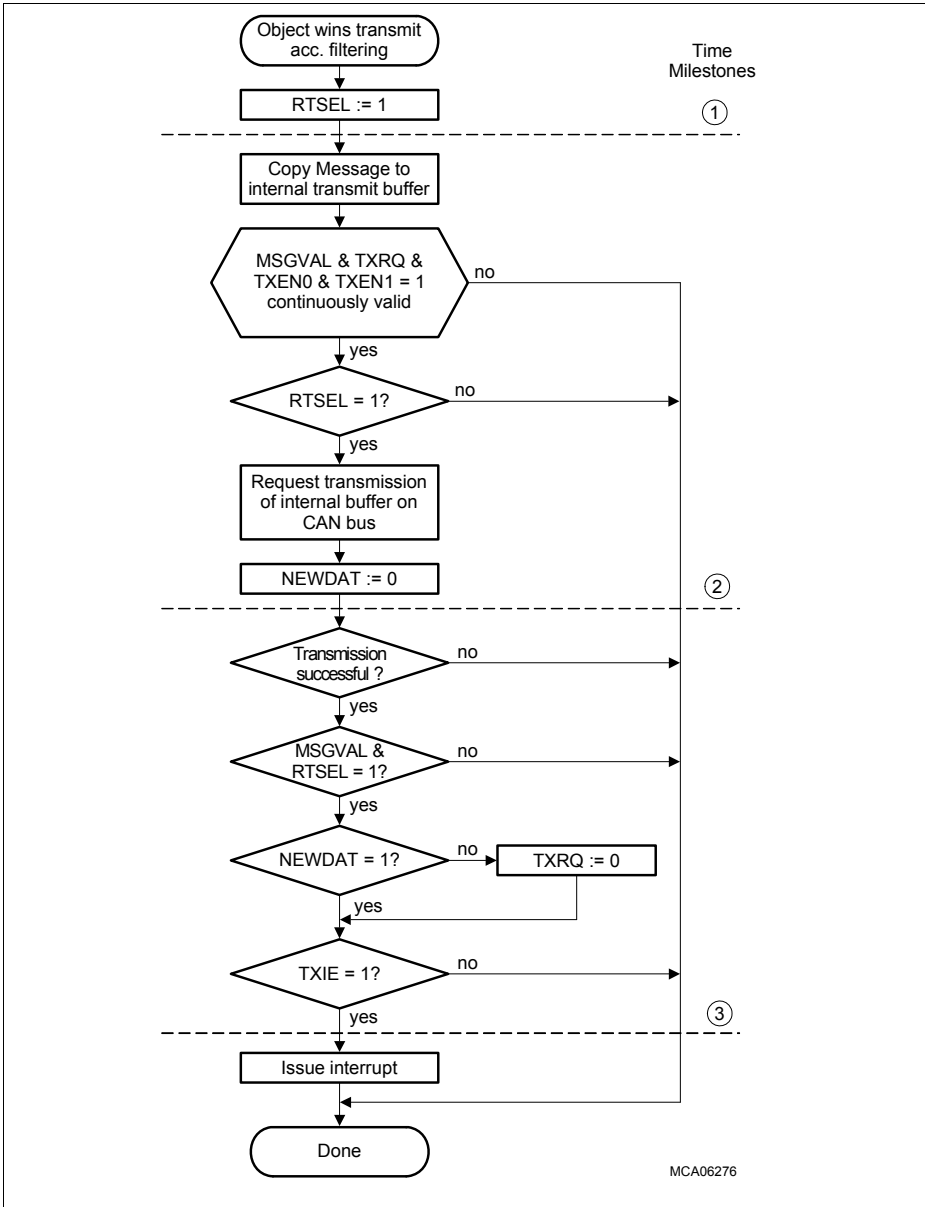 Object wins transmit
acc. filtering
Time
Milestones
RTSEL := 1
1
Copy Message to
internal transmit buffer
MSGVAL & TXRQ &
TXEN0 & TXEN1 = 1
continuously valid
no
yes
RTSEL = 1?
no
yes
Request transmission
of internal buffer on
CAN bus
NEWDAT := 0
2
Transmission
successful ?
no
yes
MSGVAL &
RTSEL = 1?
no
yes
NEWDAT = 1?
no
TXRQ := 0
yes
TXIE = 1?
no
yes
3
Issue interrupt
Done
MCA06276